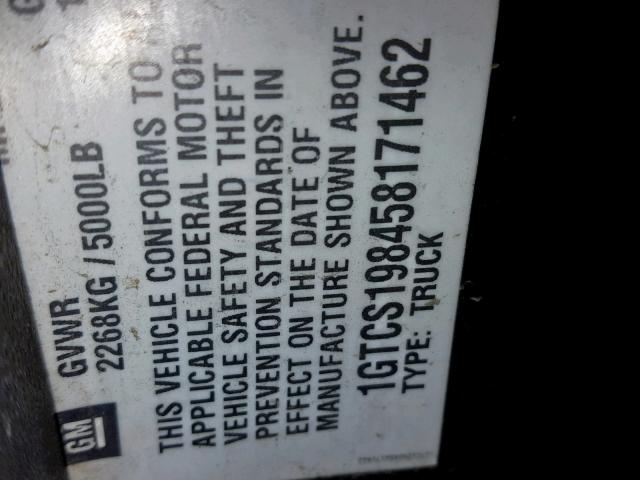 GM
GVWR
2268KG / 5000LB
THIS VEHICLE CONFORMS TO
APPLICABLE FEDERAL MOTOR
VEHICLE SAFETY AND THEFT
PREVENTION STANDARDS IN
EFFECT ON THE DATE OF
MANUFACTURE SHOWN ABOVE.
1GTCS198458171462
TYPE: TRUCK